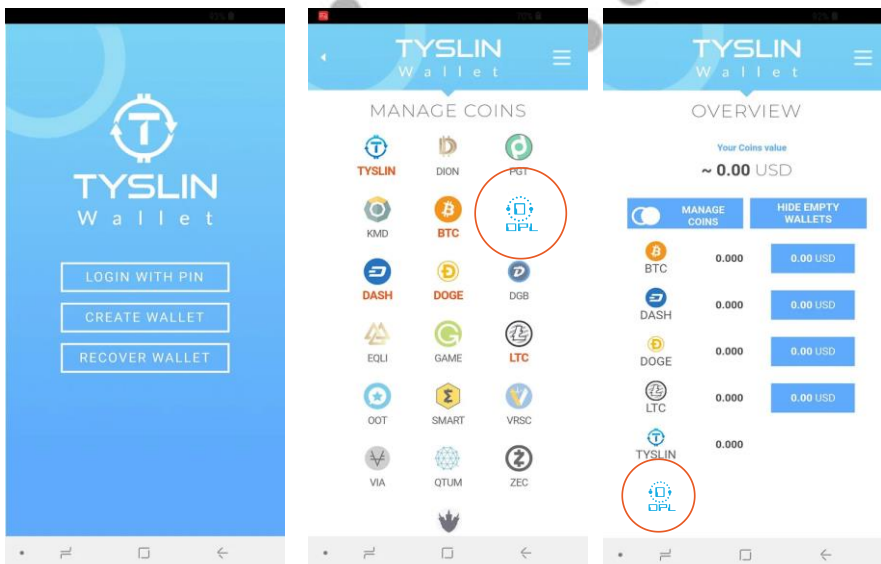 TYSLIN
Wallet
LOGIN WITH PIN
CREATE WALLET
RECOVER WALLET
TYSLIN
Wallet
MANAGE COINS
TYSLIN
DION
PGT
KMD
BTC
OPL
DASH
DOGE
DGB
EQLI
GAME
LTC
OOT
SMART
VRSC
VIA
QTUM
ZEC
TYSLIN
Wallet
OVERVIEW
Your Coins value
~ 0.00 USD
MANAGE
COINS
HIDE EMPTY
WALLETS
BTC 0.000 0.00 USD
DASH 0.000 0.00 USD
DOGE 0.000 0.00 USD
LTC 0.000 0.00 USD
TYSLIN 0.000
OPL